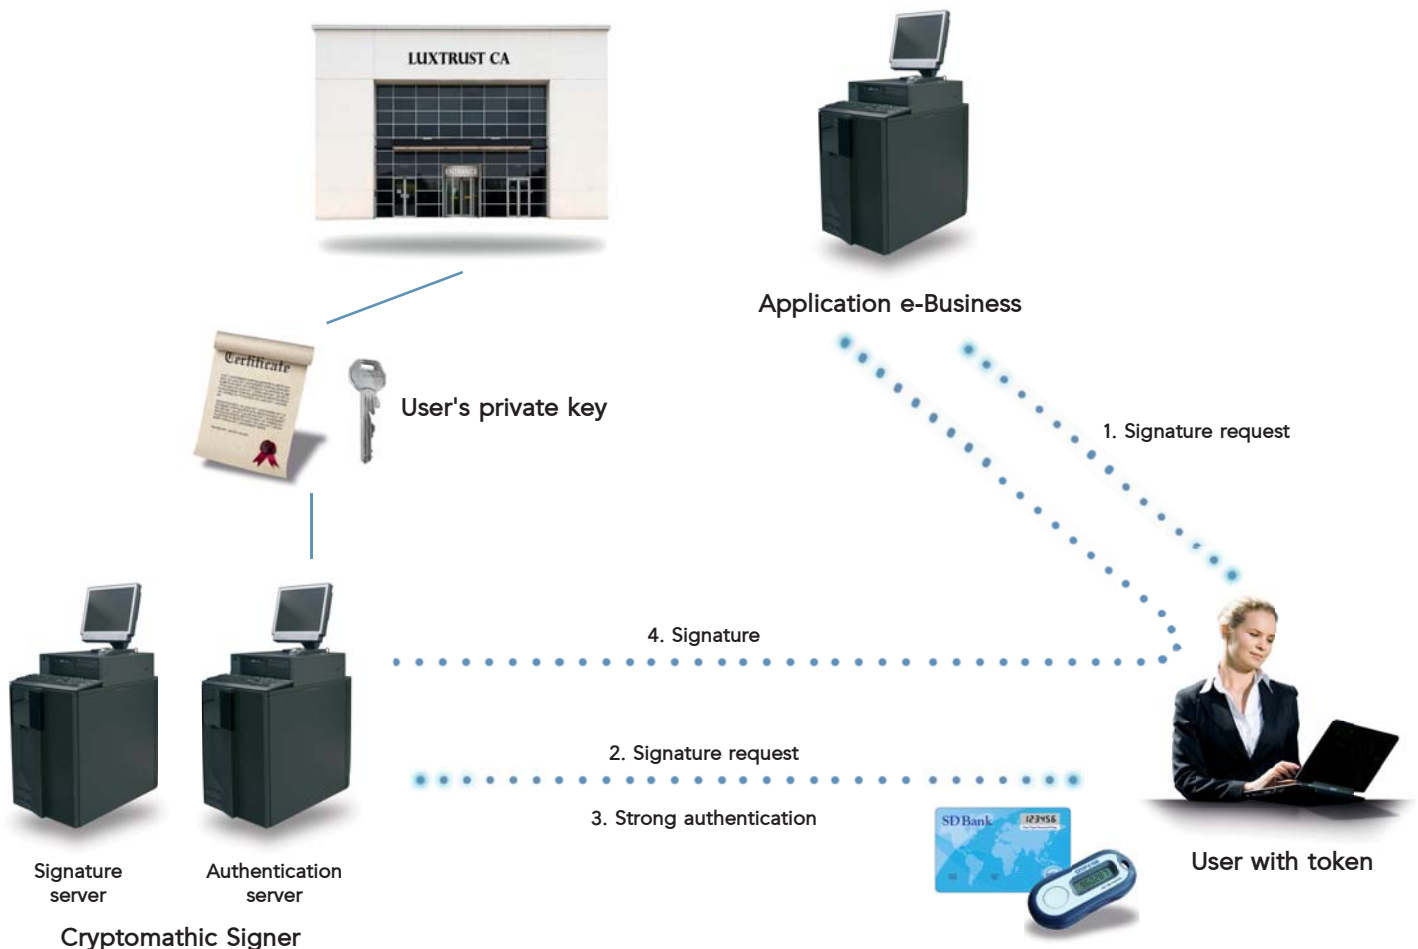 LUXTRUST CA
ENTRANCE
Application e-Business
Certificate
User's private key
1. Signature request
4. Signature
2. Signature request
3. Strong authentication
SD Bank
123456
User with token
Signature
server
Authentication
server
Cryptomathic Signer